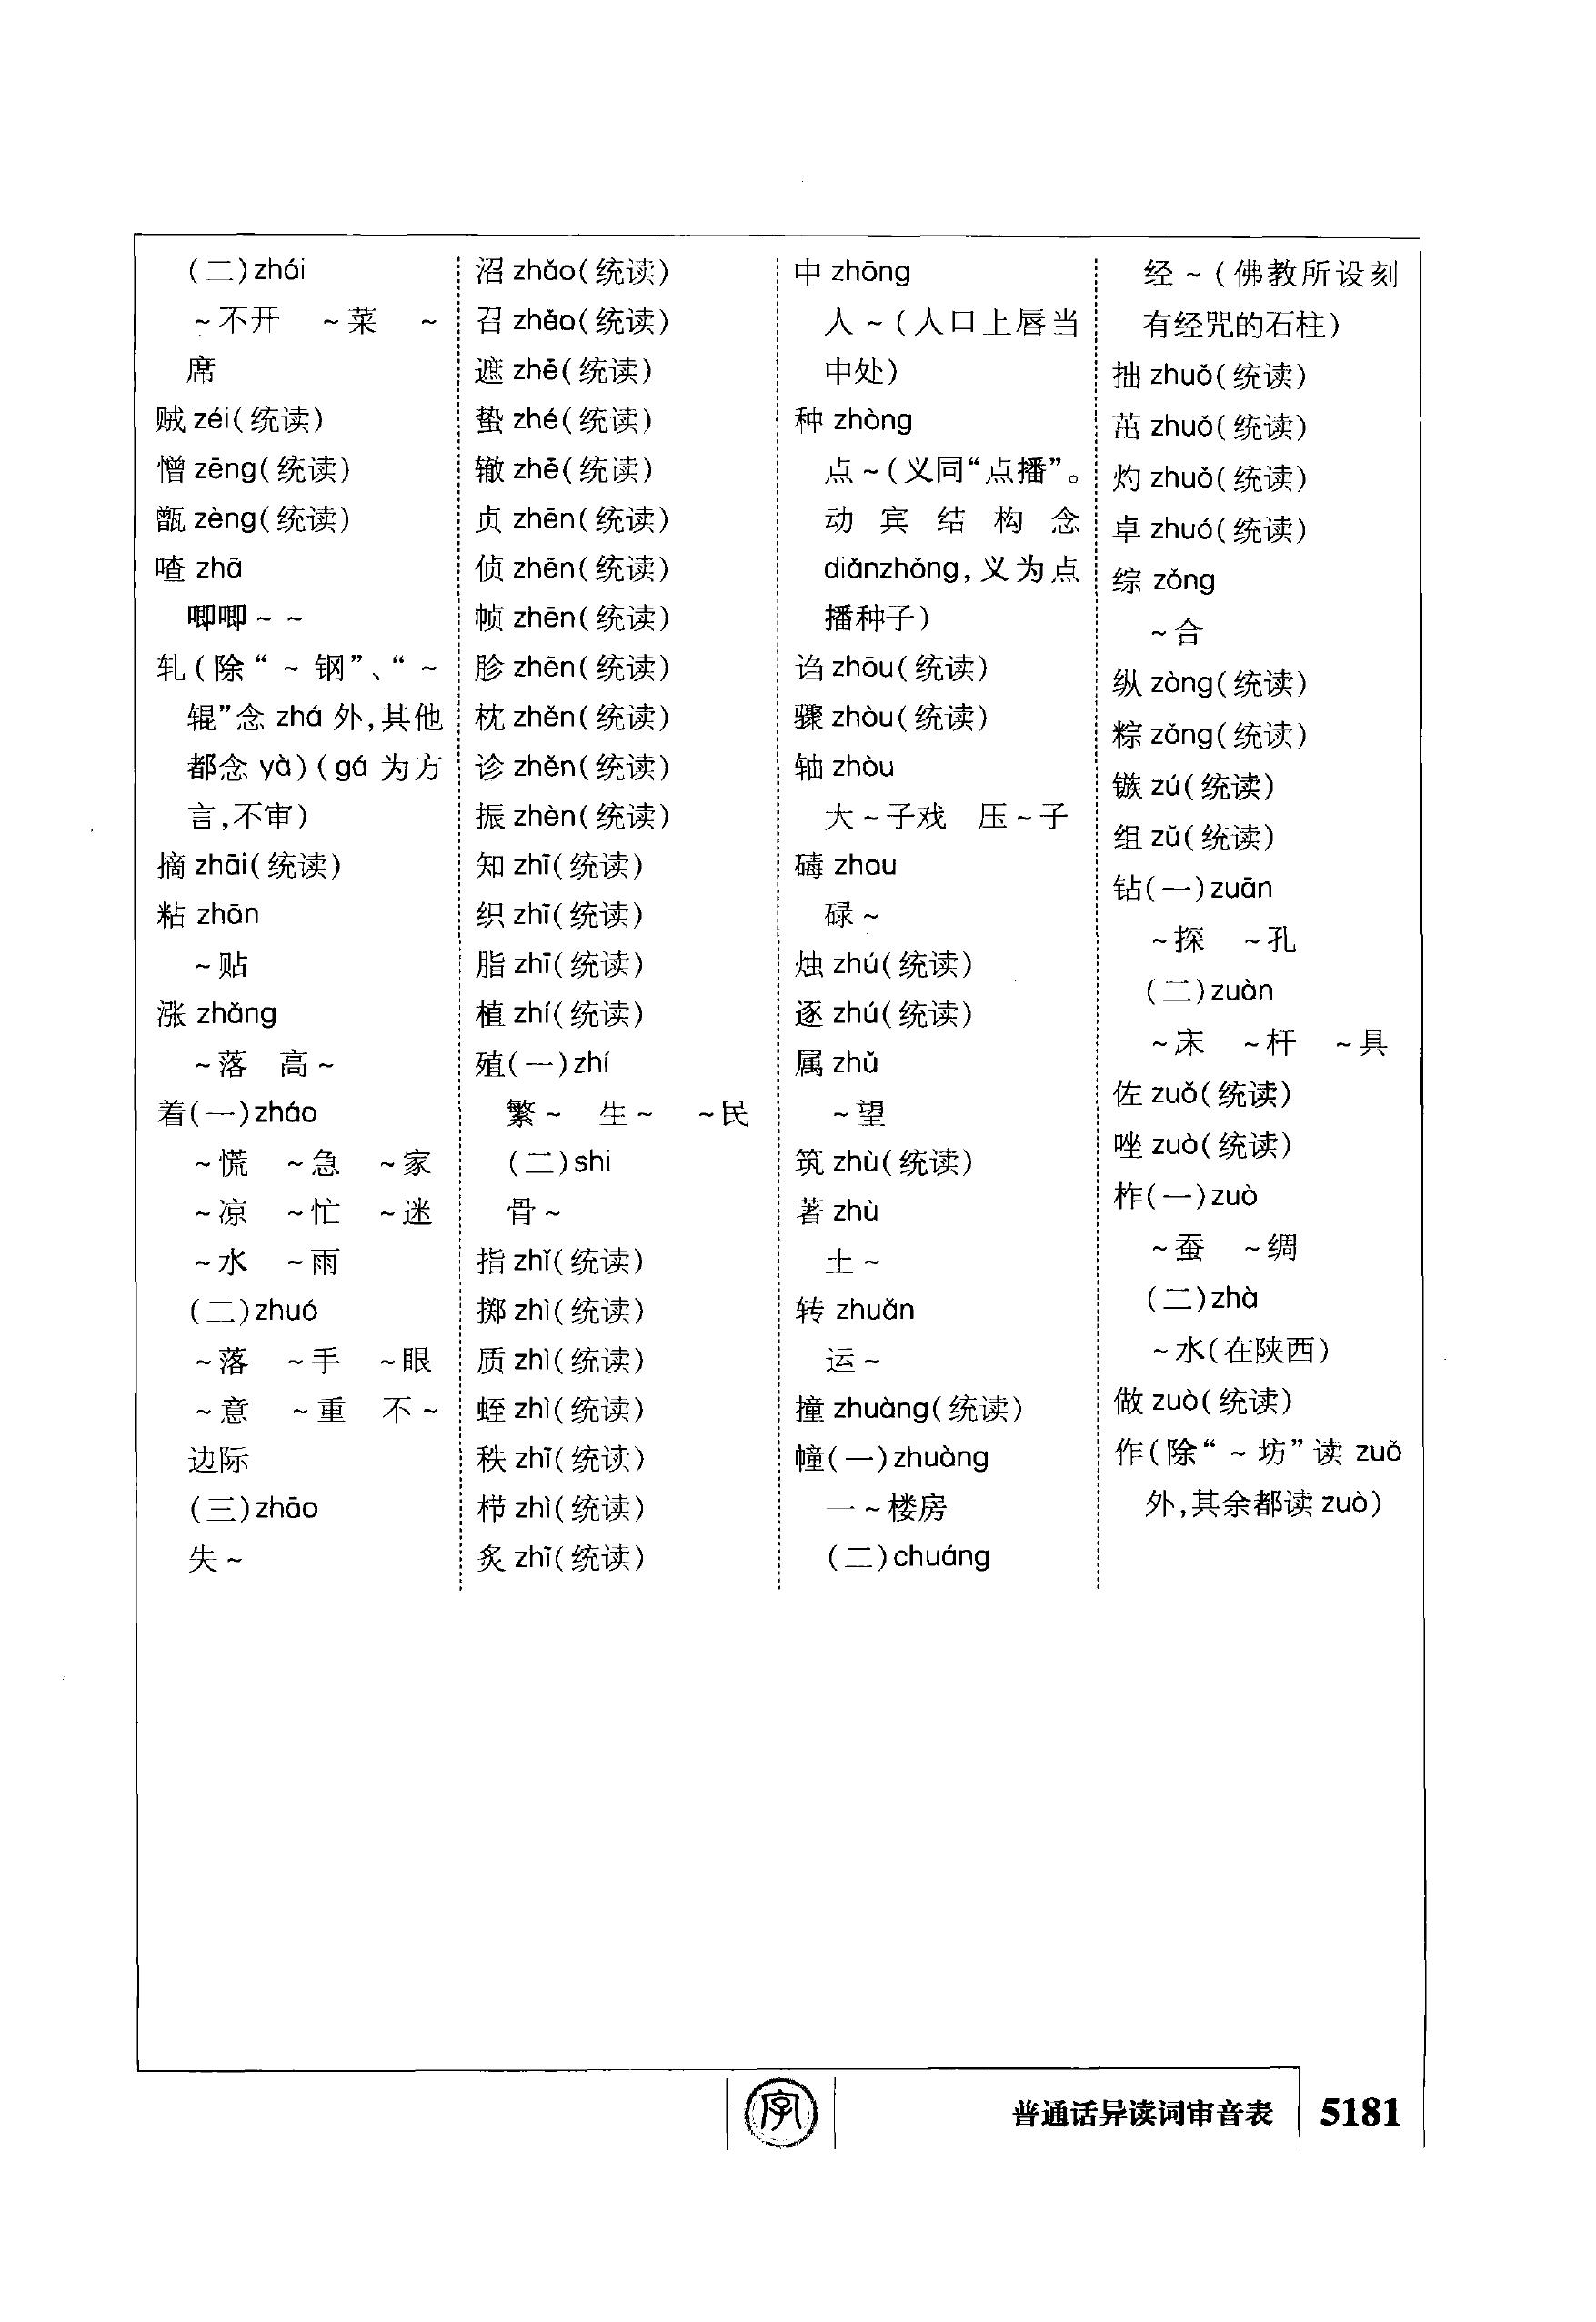 (二)zhái
~不开 ~菜 ~
席
贼 zéi(统读)
憎 zēng(统读)
甑 zèng(统读)
喳 zhā
唧唧~ ~
轧(除“~钢”、“~
辊”念 zhá 外,其他
都念 yà)(gá 为方
言,不审)
摘 zhāi(统读)
粘 zhān
~贴
涨 zhǎng
~落 高~
着(一)zháo
~慌 ~急 ~家
~凉 ~忙 ~迷
~水 ~雨
(二)zhuó
~落 ~手 ~眼
~意 ~重 不~
边际
(三)zhāo
失~
沼 zhǎo(统读)
召 zhǎo(统读)
遮 zhē(统读)
蛰 zhé(统读)
辙 zhě(统读)
贞 zhēn(统读)
侦 zhēn(统读)
帧 zhēn(统读)
胗 zhēn(统读)
枕 zhěn(统读)
诊 zhěn(统读)
振 zhèn(统读)
知 zhī(统读)
织 zhī(统读)
脂 zhī(统读)
植 zhí(统读)
殖(一)zhí
繁~ 生~ ~民
(二)shi
骨~
指 zhǐ(统读)
掷 zhì(统读)
质 zhì(统读)
蛭 zhì(统读)
秩 zhī(统读)
栉 zhì(统读)
炙 zhī(统读)
中 zhōng
人~(人口上唇当
中处)
种 zhòng
点~(义同“点播”。
动宾结构念
diǎnzhǒng,义为点
播种子)
诌 zhōu(统读)
骤 zhòu(统读)
轴 zhòu
大~子戏 压~子
碡 zhou
碌~
烛 zhú(统读)
逐 zhú(统读)
属 zhǔ
~望
筑 zhù(统读)
著 zhù
土~
转 zhuǎn
运~
撞 zhuàng(统读)
幢(一)zhuàng
一~楼房
(二)chuáng
经~(佛教所设刻
有经咒的石柱)
拙 zhuǒ(统读)
茁 zhuǒ(统读)
灼 zhuǒ(统读)
卓 zhuó(统读)
综 zǒng
~合
纵 zòng(统读)
粽 zǒng(统读)
镞 zú(统读)
组 zǔ(统读)
钻(一)zuān
~探 ~孔
(二)zuàn
~床 ~杆 ~具
佐 zuǒ(统读)
唑 zuò(统读)
柞(一)zuò
~蚕 ~绸
(二)zhà
~水(在陕西)
做 zuò(统读)
作(除“~坊”读 zuǒ
外,其余都读 zuò)
字
普通话异读词审音表 5181